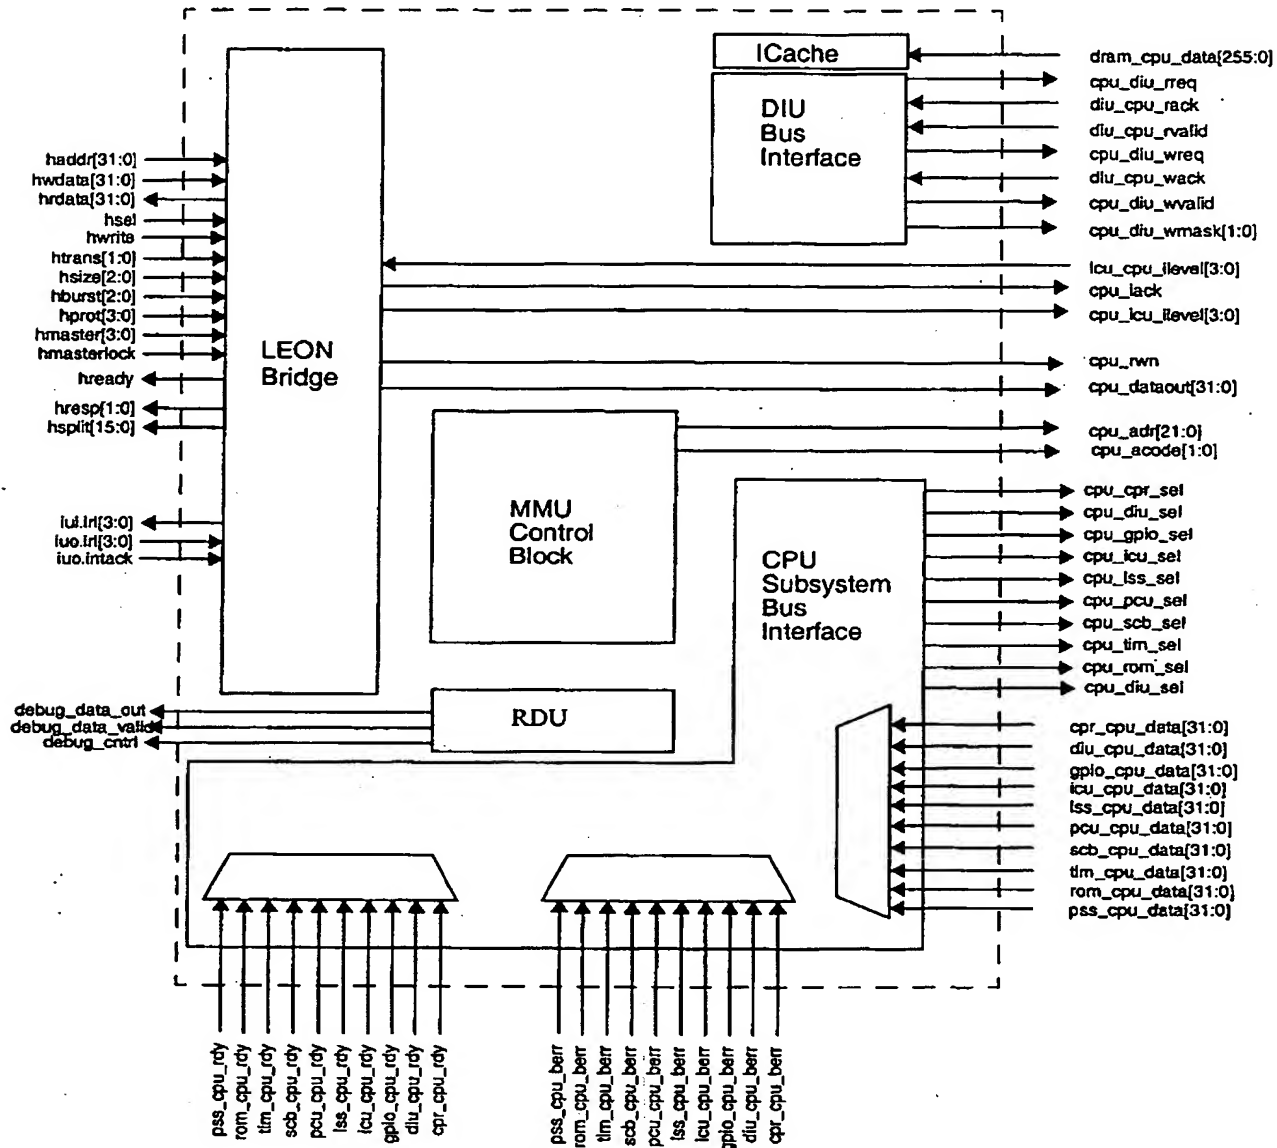 ICache
DIU
Bus
Interface
dram_cpu_data[255:0]
cpu_diu_rreq
diu_cpu_rack
diu_cpu_rvalid
cpu_diu_wreq
diu_cpu_wack
cpu_diu_wvalid
cpu_diu_wmask[1:0]
icu_cpu_ilevel[3:0]
cpu_iack
cpu_icu_ilevel[3:0]
cpu_rwn
cpu_dataout[31:0]
cpu_adr[21:0]
cpu_acode[1:0]
haddr[31:0]
hwdata[31:0]
hrdata[31:0]
hsel
hwrite
htrans[1:0]
hsize[2:0]
hburst[2:0]
hprot[3:0]
hmaster[3:0]
hmasterlock
hready
hresp[1:0]
hsplit[15:0]
iui.irl[3:0]
iuo.irl[3:0]
iuo.intack
LEON
Bridge
MMU
Control
Block
CPU
Subsystem
Bus
Interface
cpu_cpr_sel
cpu_diu_sel
cpu_gpio_sel
cpu_icu_sel
cpu_lss_sel
cpu_pcu_sel
cpu_scb_sel
cpu_tim_sel
cpu_rom_sel
cpu_diu_sel
debug_data_out
debug_data_valid
debug_cntrl
RDU
cpr_cpu_data[31:0]
diu_cpu_data[31:0]
gpio_cpu_data[31:0]
icu_cpu_data[31:0]
lss_cpu_data[31:0]
pcu_cpu_data[31:0]
scb_cpu_data[31:0]
tim_cpu_data[31:0]
rom_cpu_data[31:0]
pss_cpu_data[31:0]
pss_cpu_rdy
rom_cpu_rdy
tim_cpu_rdy
scb_cpu_rdy
pcu_cpu_rdy
lss_cpu_rdy
icu_cpu_rdy
gpio_cpu_rdy
diu_cpu_rdy
cpr_cpu_rdy
pss_cpu_berr
rom_cpu_berr
tim_cpu_berr
scb_cpu_berr
pcu_cpu_berr
lss_cpu_berr
icu_cpu_berr
gpio_cpu_berr
diu_cpu_berr
cpr_cpu_berr